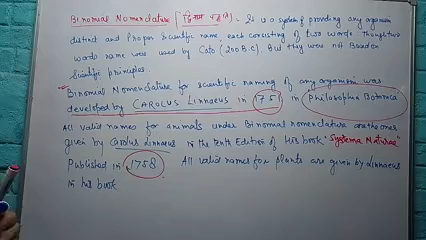 Binomial Nomenclature [द्विनाम पद्धति] - It is a system of providing any organism
distinct and Proper Scientific name each consisting of two words Though two
words name was used by Cato (200 B.C). But they were not Based on
Scientific principles.
Binomial Nomenclature for scientific naming of any organism was
developed by CAROLUS LINNAEUS in 1751 in Philosophia Botanica
All valid names for animals under Binomial nomenclature are those
given by Carolus Linnaeus in the tenth Edition of His book "Systema Naturae"
Published in 1758 All valid names for plants are given by Linnaeus
in his book